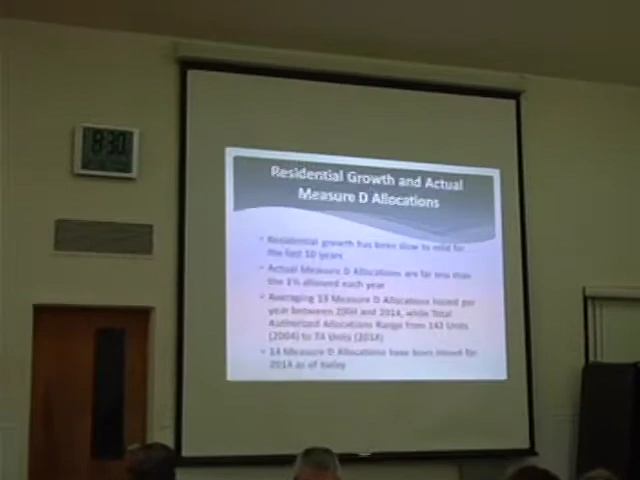 8:30
Residential Growth and Actual
Measure D Allocations
• Residential growth has been slow to mild for
the last 10 years
• Actual Measure D Allocations are far less than
the 1% allowed each year
• Averaging 13 Measure D Allocations issued per
year between 2004 and 2014, while Total
Authorized Allocations Range from 143 Units
(2004) to 74 Units (2014)
• 14 Measure D Allocations have been issued for
2014 as of today